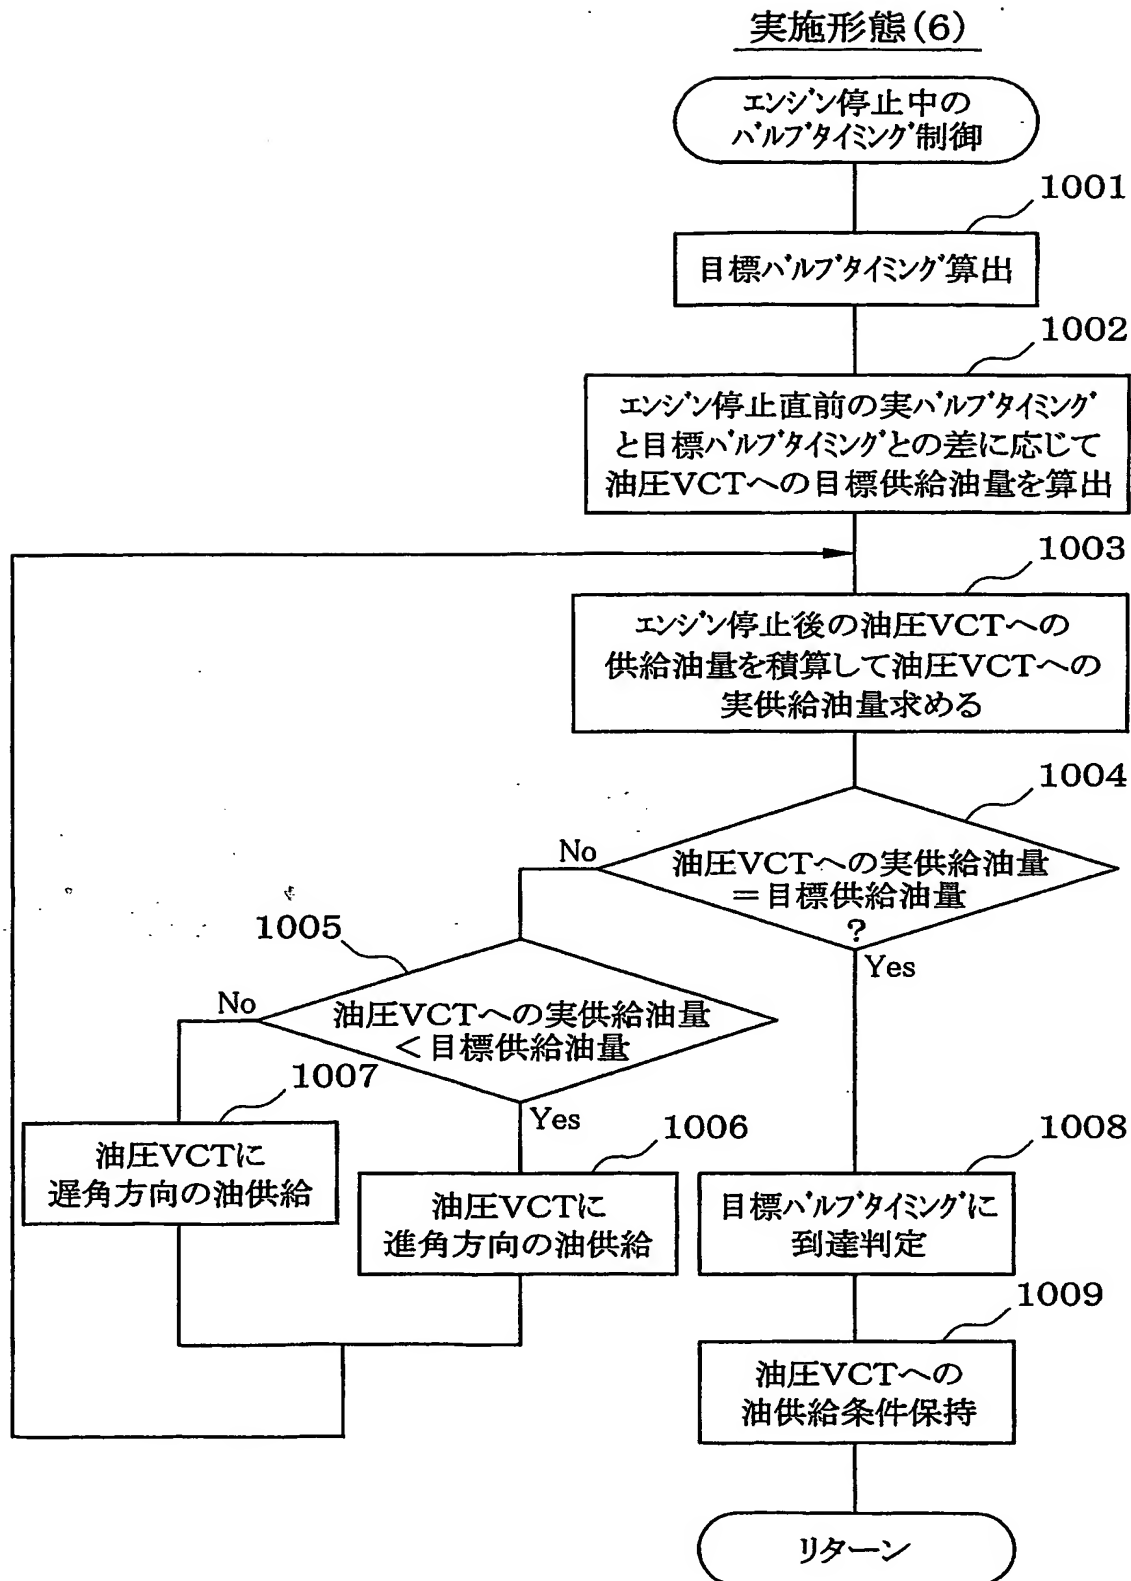 実施形態(6)
エンジン停止中の
バルブタイミング制御
1001
目標バルブタイミング算出
1002
エンジン停止直前の実バルブタイミング
と目標バルブタイミングとの差に応じて
油圧VCTへの目標供給油量を算出
1003
エンジン停止後の油圧VCTへの
供給油量を積算して油圧VCTへの
実供給油量求める
1004
No
油圧VCTへの実供給油量
=目標供給油量
?
Yes
1005
No
油圧VCTへの実供給油量
<目標供給油量
Yes
1007
油圧VCTに
遅角方向の油供給
1006
油圧VCTに
進角方向の油供給
1008
目標バルブタイミングに
到達判定
1009
油圧VCTへの
油供給条件保持
リターン